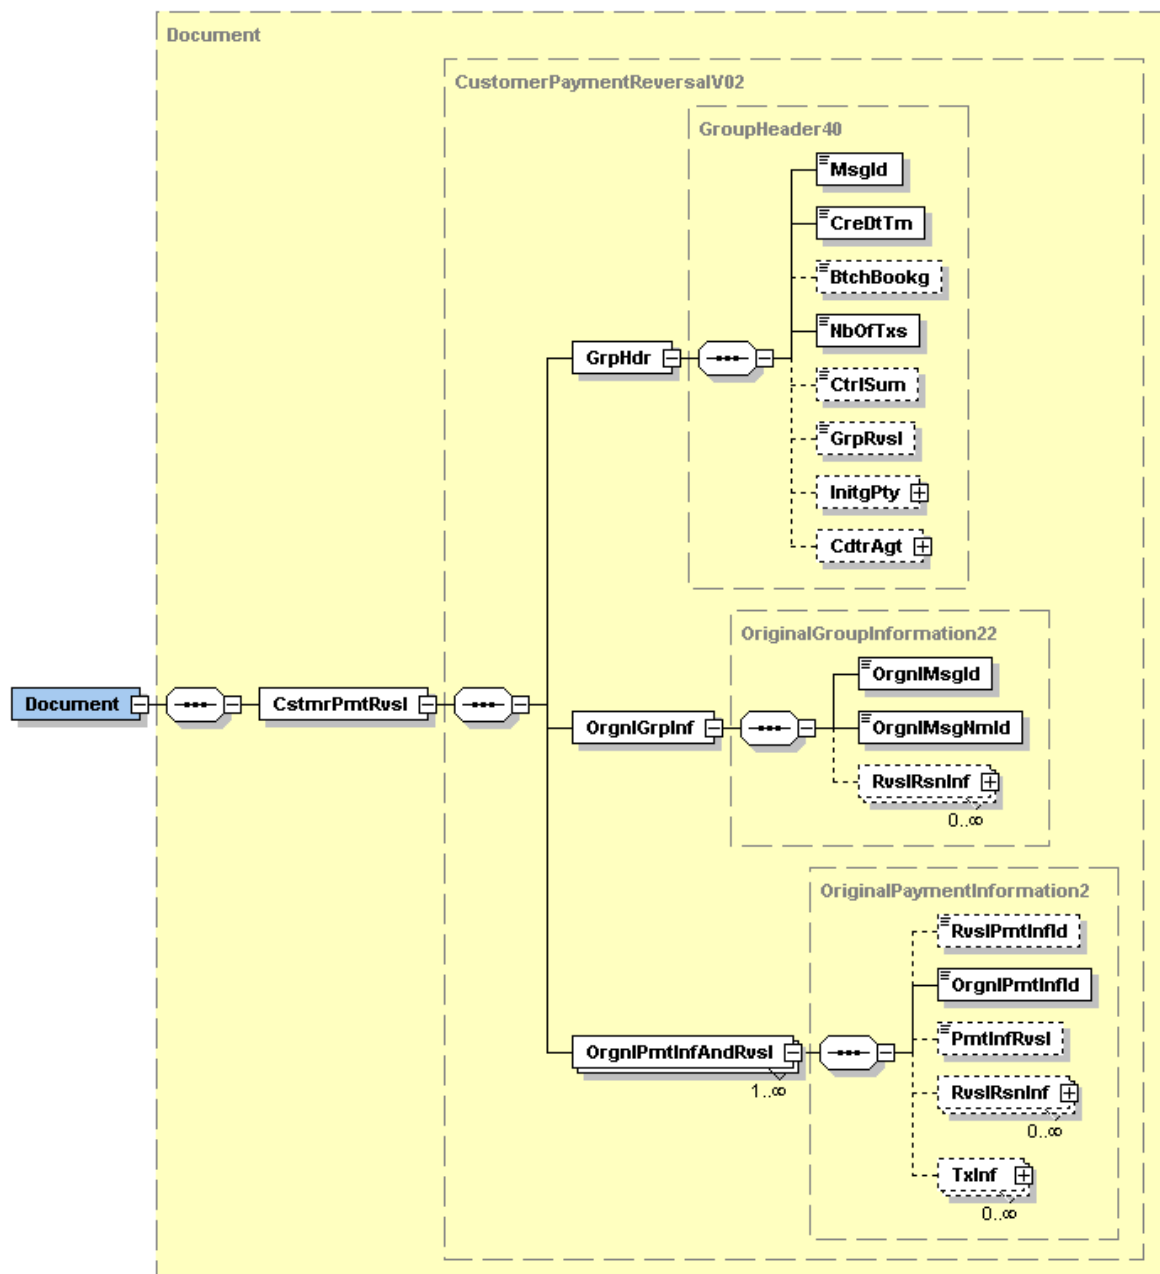 Document
CustomerPaymentReversalV02
GroupHeader40
MsgId
CreDtTm
BtchBookg
NbOfTxs
GrpHdr
CtrlSum
GrpRvsl
InitgPty
CdtrAgt
OriginalGroupInformation22
OrgnlMsgId
Document
CstmrPmtRvsl
OrgnlGrpInf
OrgnlMsgNmId
RvslRsnInf
0..∞
OriginalPaymentInformation2
RvslPmtInfId
OrgnlPmtInfId
OrgnlPmtInfAndRvsl
1..∞
PmtInfRvsl
RvslRsnInf
0..∞
TxInf
0..∞